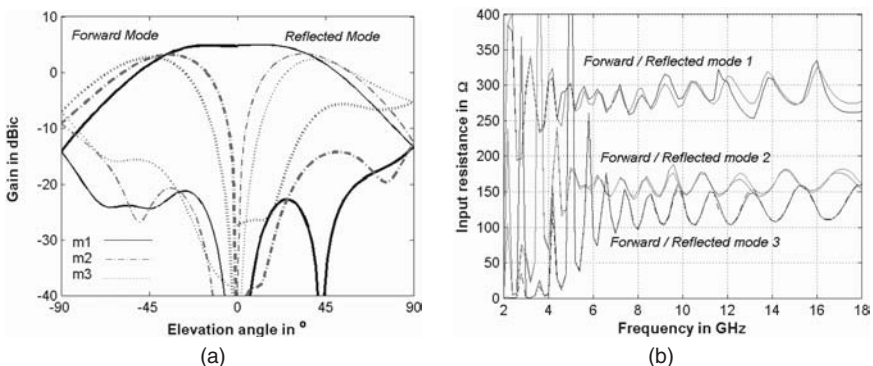 Forward Mode
Reflected Mode
10
0
-10
-20
-30
-40
Gain in dBic
m1
m2
m3
-90
-45
0
45
90
Elevation angle in °
(a)
400
350
300
250
200
150
100
50
0
Input resistance in Ω
Forward / Reflected mode 1
Forward / Reflected mode 2
Forward / Reflected mode 3
2
4
6
8
10
12
14
16
18
Frequency in GHz
(b)